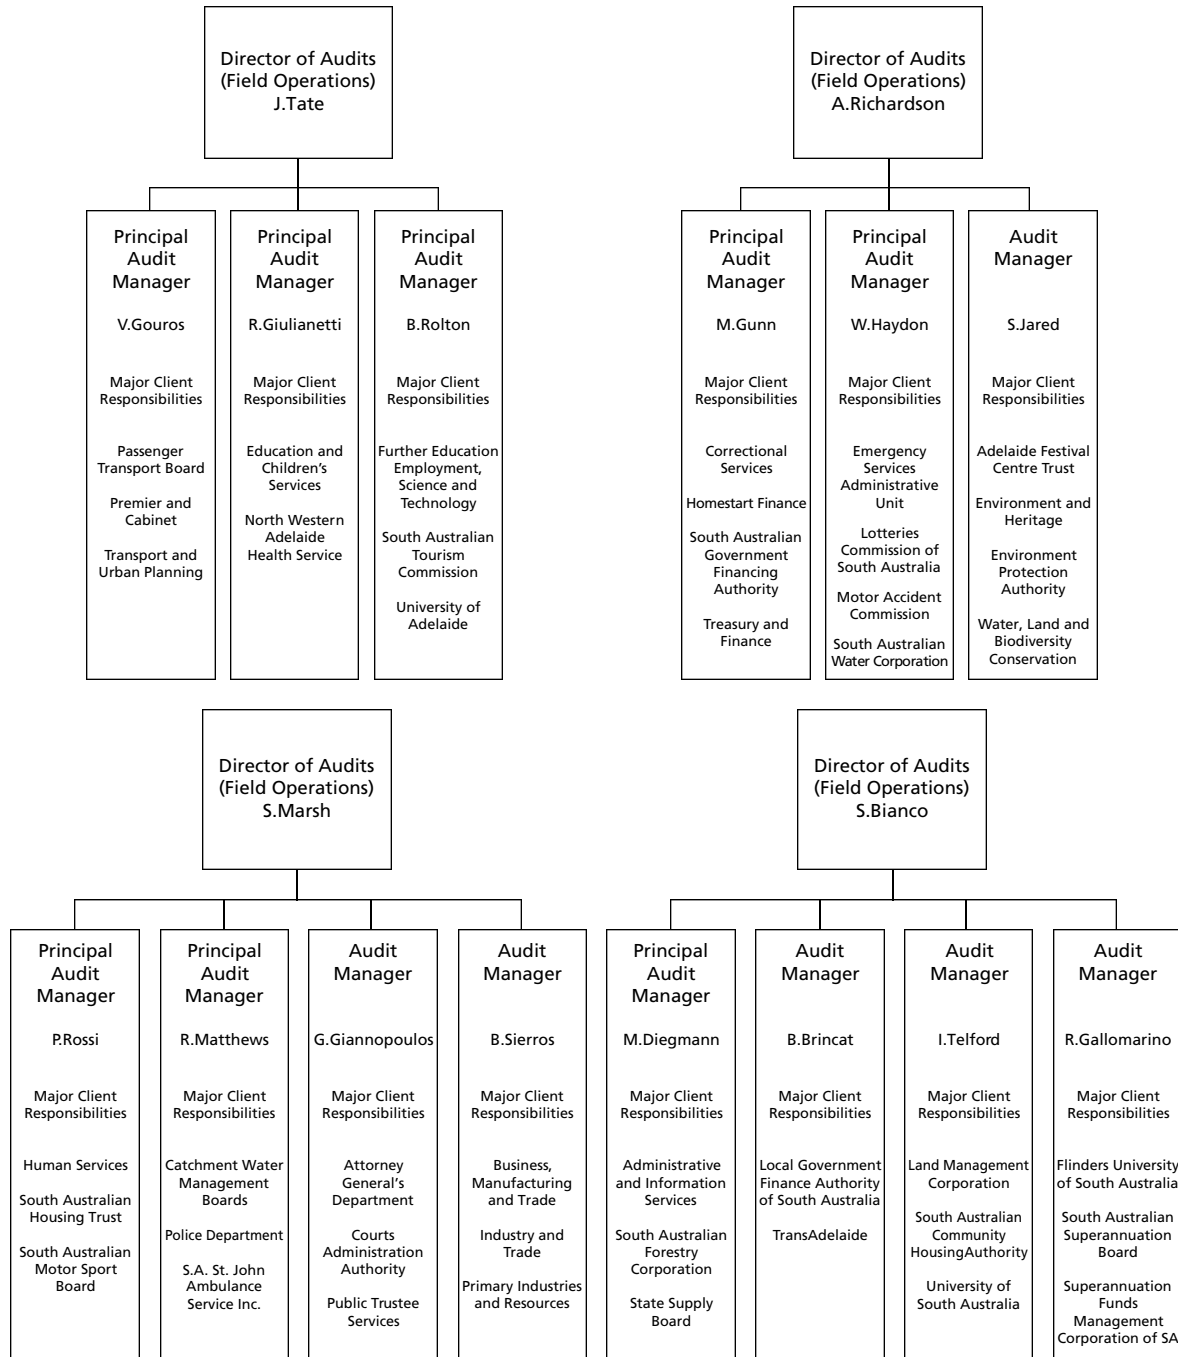 Director of Audits
(Field Operations)
J.Tate
Principal
Audit
Manager
V.Gouros
Major Client
Responsibilities
Passenger
Transport Board
Premier and
Cabinet
Transport and
Urban Planning
Principal
Audit
Manager
R.Giulianetti
Major Client
Responsibilities
Education and
Children's
Services
North Western
Adelaide
Health Service
Principal
Audit
Manager
B.Rolton
Major Client
Responsibilities
Further Education
Employment,
Science and
Technology
South Australian
Tourism
Commission
University of
Adelaide
Director of Audits
(Field Operations)
A.Richardson
Principal
Audit
Manager
M.Gunn
Major Client
Responsibilities
Correctional
Services
Homestart Finance
South Australian
Government
Financing
Authority
Treasury and
Finance
Principal
Audit
Manager
W.Haydon
Major Client
Responsibilities
Emergency
Services
Administrative
Unit
Lotteries
Commission of
South Australia
Motor Accident
Commission
South Australian
Water Corporation
Audit
Manager
S.Jared
Major Client
Responsibilities
Adelaide Festival
Centre Trust
Environment and
Heritage
Environment
Protection
Authority
Water, Land and
Biodiversity
Conservation
Director of Audits
(Field Operations)
S.Marsh
Principal
Audit
Manager
P.Rossi
Major Client
Responsibilities
Human Services
South Australian
Housing Trust
South Australian
Motor Sport
Board
Principal
Audit
Manager
R.Matthews
Major Client
Responsibilities
Catchment Water
Management
Boards
Police Department
S.A. St. John
Ambulance
Service Inc.
Audit
Manager
G.Giannopoulos
Major Client
Responsibilities
Attorney
General's
Department
Courts
Administration
Authority
Public Trustee
Services
Audit
Manager
B.Sierros
Major Client
Responsibilities
Business,
Manufacturing
and Trade
Industry and
Trade
Primary Industries
and Resources
Director of Audits
(Field Operations)
S.Bianco
Principal
Audit
Manager
M.Diegmann
Major Client
Responsibilities
Administrative
and Information
Services
South Australian
Forestry
Corporation
State Supply
Board
Audit
Manager
B.Brincat
Major Client
Responsibilities
Local Government
Finance Authority
of South Australia
TransAdelaide
Audit
Manager
I.Telford
Major Client
Responsibilities
Land Management
Corporation
South Australian
Community
HousingAuthority
University of
South Australia
Audit
Manager
R.Gallomarino
Major Client
Responsibilities
Flinders University
of South Australia
South Australian
Superannuation
Board
Superannuation
Funds
Management
Corporation of SA